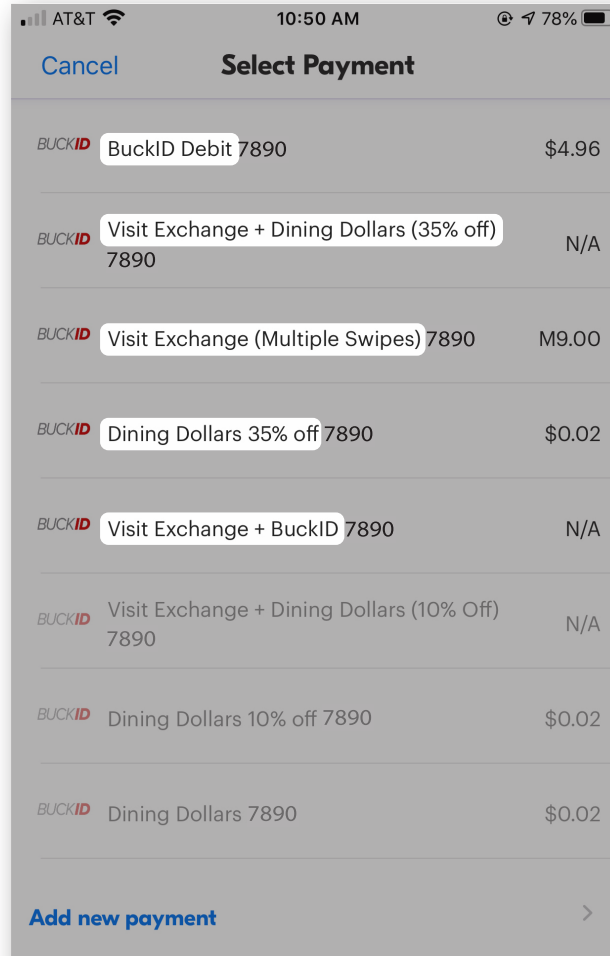 AT&T 10:50 AM 78%
Cancel Select Payment
BUCKID BuckID Debit 7890 $4.96
BUCKID Visit Exchange + Dining Dollars (35% off)
7890 N/A
BUCKID Visit Exchange (Multiple Swipes) 7890 M9.00
BUCKID Dining Dollars 35% off 7890 $0.02
BUCKID Visit Exchange + BuckID 7890 N/A
BUCKID Visit Exchange + Dining Dollars (10% Off)
7890 N/A
BUCKID Dining Dollars 10% off 7890 $0.02
BUCKID Dining Dollars 7890 $0.02
Add new payment